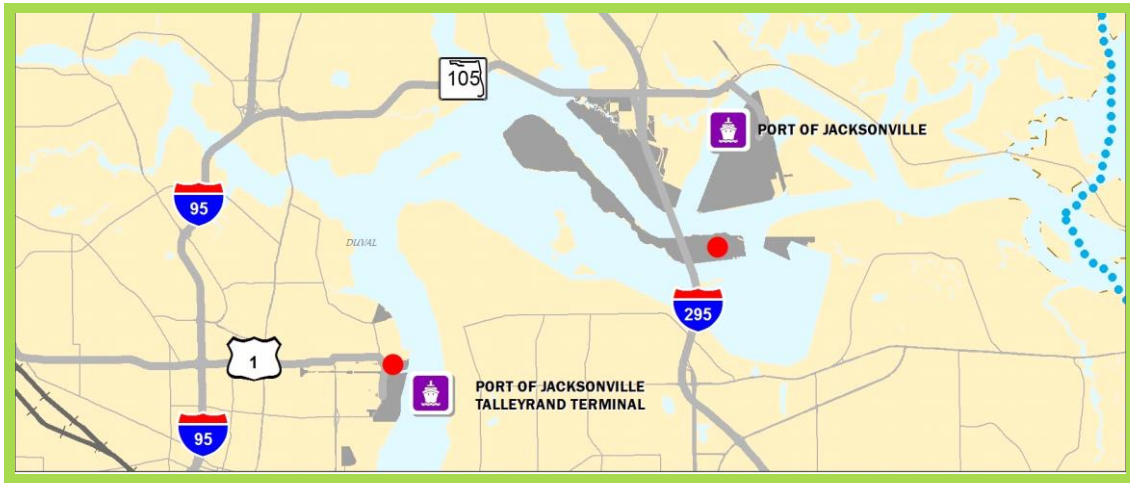 105
PORT OF JACKSONVILLE
95
DUVAL
295
1
PORT OF JACKSONVILLE
TALLEYRAND TERMINAL
95